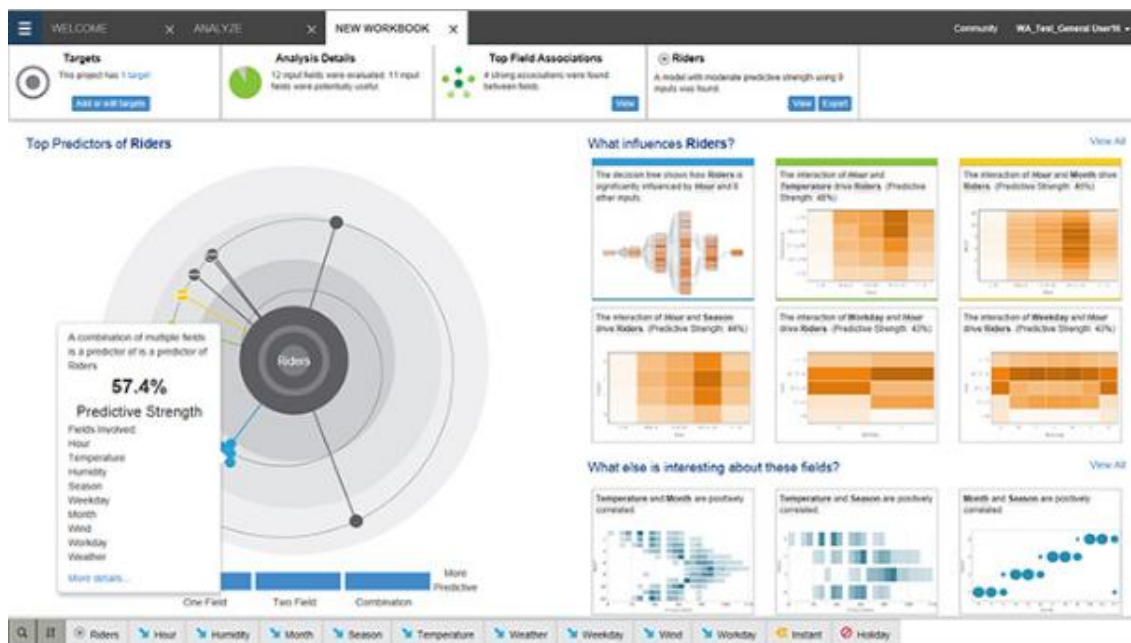 WELCOME
ANALYZE
NEW WORKBOOK
Community
WA_Test_General User16
Targets
This project has 1 target
Add or edit targets
Analysis Details
12 input fields were evaluated. 11 input
fields were potentially useful.
Top Field Associations
4 strong associations were found
between fields.
View
Riders
A model with moderate predictive strength using 9
inputs was found.
View Export
Top Predictors of Riders
Riders
A combination of multiple fields
is a predictor of is a predictor of
Riders
57.4%
Predictive Strength
Fields Involved:
Hour
Temperature
Humidity
Season
Weekday
Month
Wind
Workday
Weather
More details...
More
Predictive
One Field
Two Field
Combination
What influences Riders?
View All
The decision tree shows how Riders is
significantly influenced by Hour and 8
other inputs.
The interaction of Hour and
Temperature drive Riders. (Predictive
Strength: 48%)
The interaction of Hour and Month drive
Riders. (Predictive Strength: 46%)
The interaction of Hour and Season
drive Riders. (Predictive Strength: 44%)
The interaction of Workday and Hour
drive Riders. (Predictive Strength: 43%)
The interaction of Weekday and Hour
drive Riders. (Predictive Strength: 43%)
What else is interesting about these fields?
View All
Temperature and Month are positively
correlated.
Temperature and Season are positively
correlated.
Month and Season are positively
correlated.
Riders
Hour
Humidity
Month
Season
Temperature
Weather
Weekday
Wind
Workday
Instant
Holiday